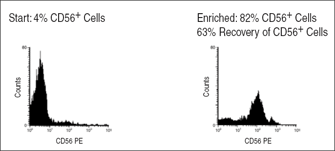 Start: 4% CD56+ Cells
Enriched: 82% CD56+ Cells
63% Recovery of CD56+ Cells
Counts
CD56 PE
Counts
CD56 PE